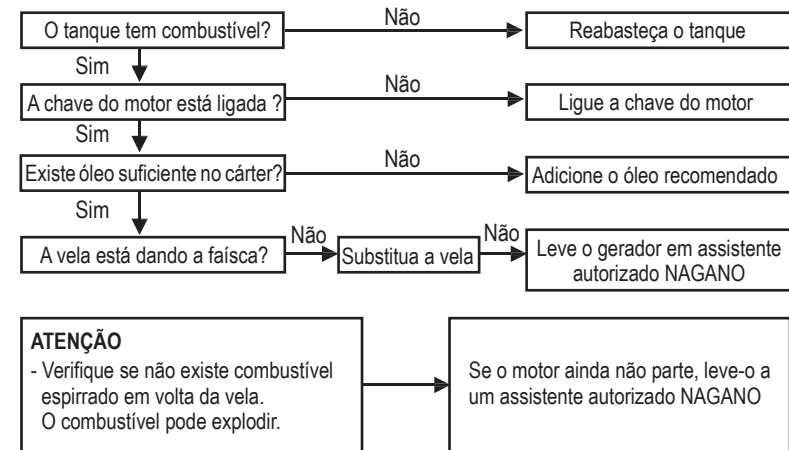 O tanque tem combustível?
Não
Reabasteça o tanque
Sim
A chave do motor está ligada ?
Não
Ligue a chave do motor
Sim
Existe óleo suficiente no cárter?
Não
Adicione o óleo recomendado
Sim
A vela está dando a faísca?
Não
Substitua a vela
Não
Leve o gerador em assistente
autorizado NAGANO
ATENÇÃO
- Verifique se não existe combustível
espirrado em volta da vela.
O combustível pode explodir.
Se o motor ainda não parte, leve-o a
um assistente autorizado NAGANO